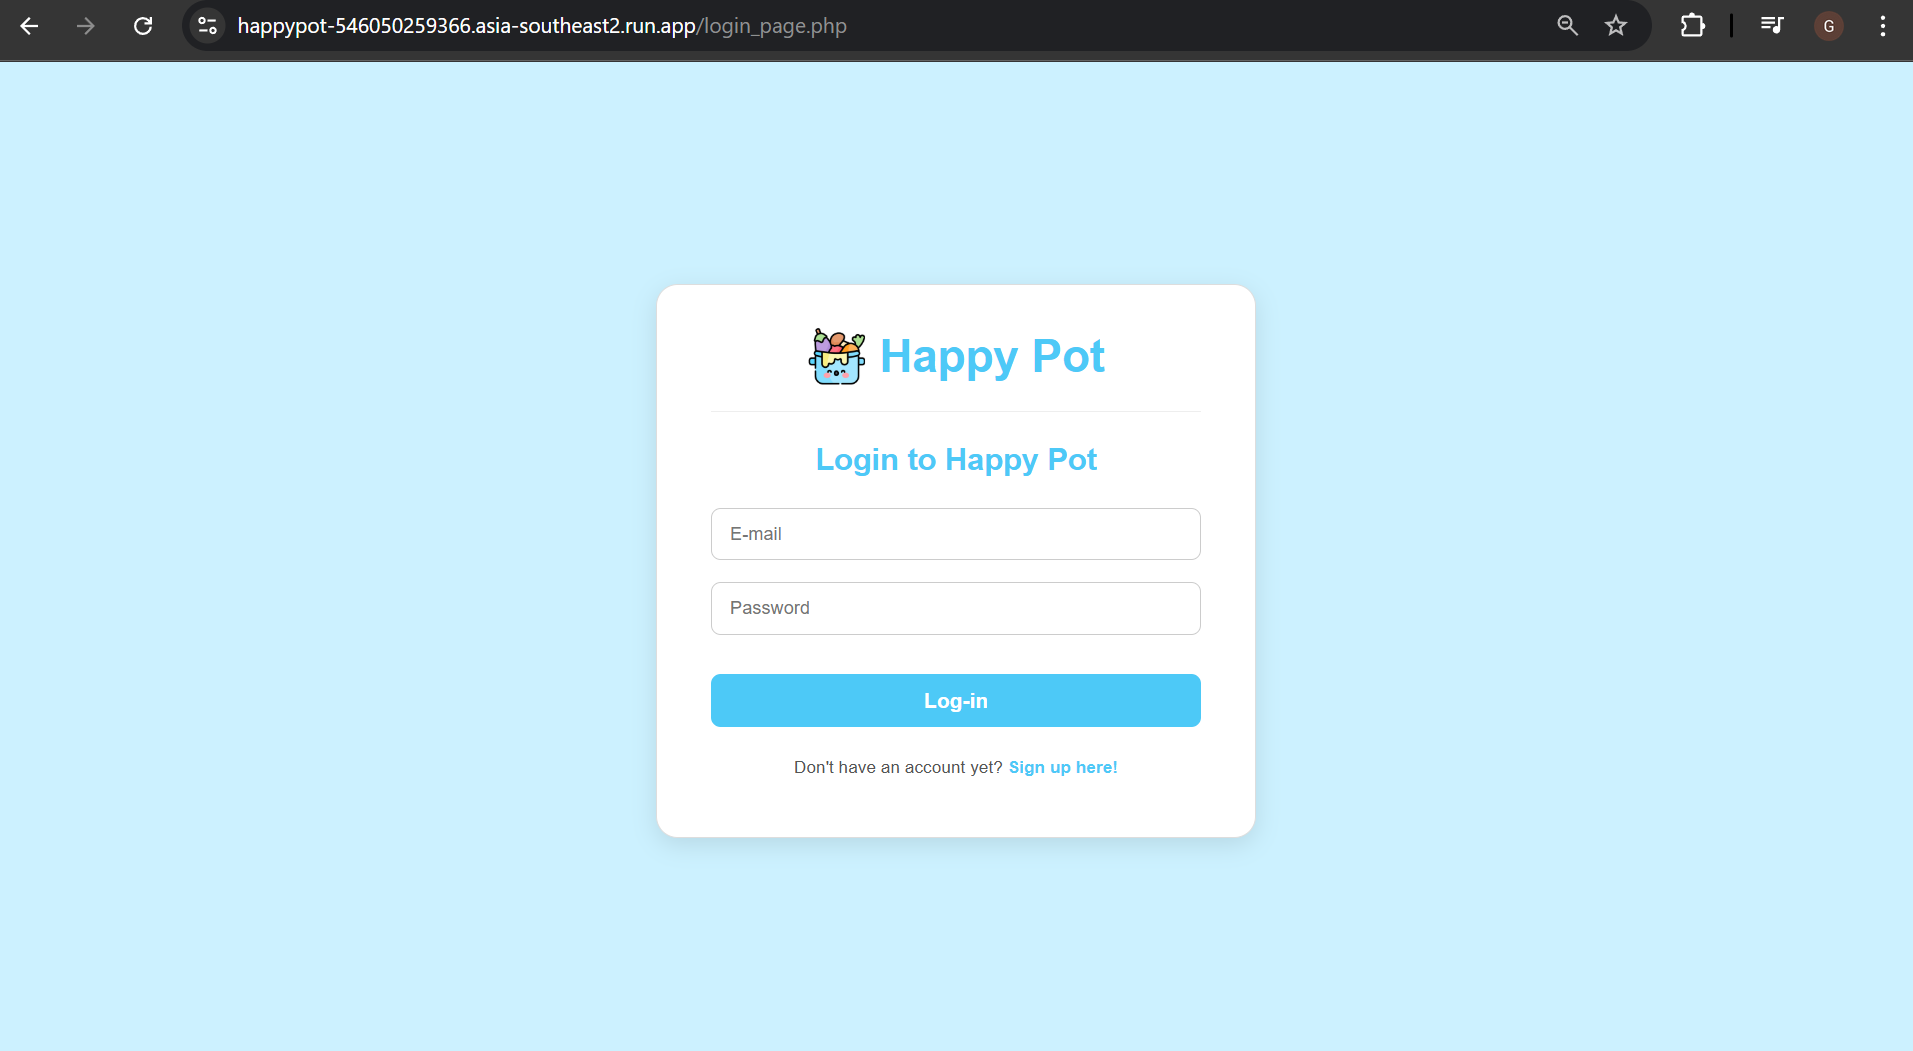 happypot-546050259366.asia-southeast2.run.app/login_page.php
G
Happy Pot
Login to Happy Pot
E-mail
Password
Log-in
Don't have an account yet? Sign up here!